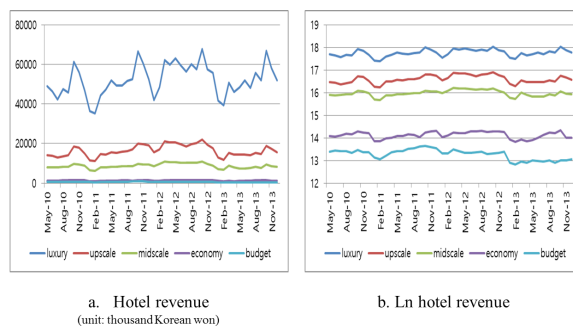 80000
60000
40000
20000
0
May-10
Aug-10
Nov-10
Feb-11
May-11
Aug-11
Nov-11
Feb-12
May-12
Aug-12
Nov-12
Feb-13
May-13
Aug-13
Nov-13
luxury upscale midscale economy budget
19
18
17
16
15
14
13
12
May-10
Aug-10
Nov-10
Feb-11
May-11
Aug-11
Nov-11
Feb-12
May-12
Aug-12
Nov-12
Feb-13
May-13
Aug-13
Nov-13
luxury upscale midscale economy budget
a. Hotel revenue
(unit: thousand Korean won)
b. Ln hotel revenue